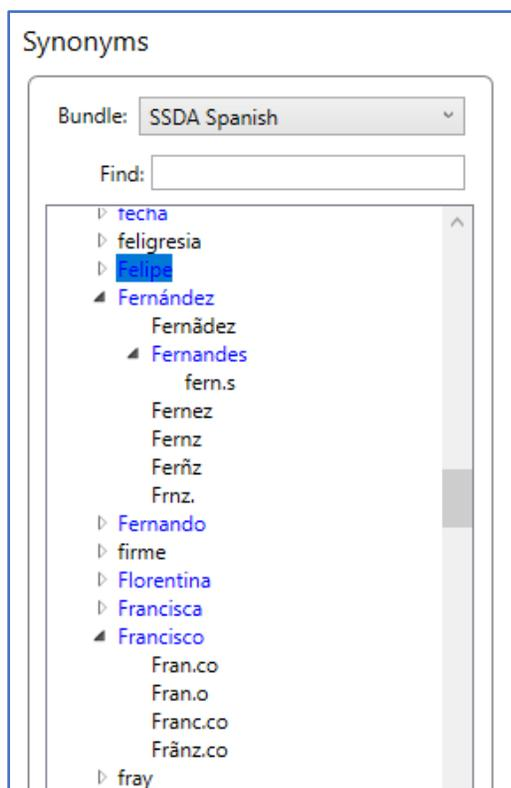 Synonyms
Bundle: SSDA Spanish
Find:
fecha
feligresia
Felipe
Fernández
Fernãdez
Fernandes
fern.s
Fernez
Fernz
Ferñz
Frnz.
Fernando
firme
Florentina
Francisca
Francisco
Fran.co
Fran.o
Franc.co
Frãnz.co
fray